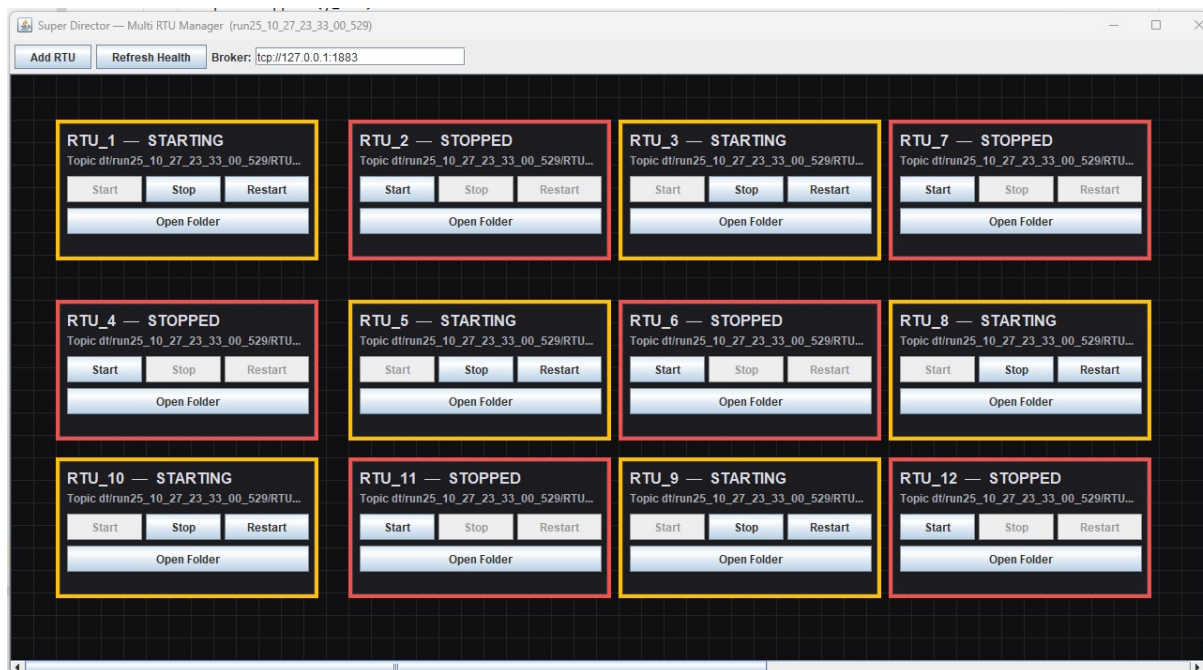 Super Director — Multi RTU Manager (run25_10_27_23_33_00_529)
Add RTU Refresh Health Broker: tcp://127.0.0.1:1883
RTU_1 — STARTING
Topic dt/run25_10_27_23_33_00_529/RTU...
Start Stop Restart
Open Folder
RTU_2 — STOPPED
Topic dt/run25_10_27_23_33_00_529/RTU...
Start Stop Restart
Open Folder
RTU_3 — STARTING
Topic dt/run25_10_27_23_33_00_529/RTU...
Start Stop Restart
Open Folder
RTU_7 — STOPPED
Topic dt/run25_10_27_23_33_00_529/RTU...
Start Stop Restart
Open Folder
RTU_4 — STOPPED
Topic dt/run25_10_27_23_33_00_529/RTU...
Start Stop Restart
Open Folder
RTU_5 — STARTING
Topic dt/run25_10_27_23_33_00_529/RTU...
Start Stop Restart
Open Folder
RTU_6 — STOPPED
Topic dt/run25_10_27_23_33_00_529/RTU...
Start Stop Restart
Open Folder
RTU_8 — STARTING
Topic dt/run25_10_27_23_33_00_529/RTU...
Start Stop Restart
Open Folder
RTU_10 — STARTING
Topic dt/run25_10_27_23_33_00_529/RTU...
Start Stop Restart
Open Folder
RTU_11 — STOPPED
Topic dt/run25_10_27_23_33_00_529/RTU...
Start Stop Restart
Open Folder
RTU_9 — STARTING
Topic dt/run25_10_27_23_33_00_529/RTU...
Start Stop Restart
Open Folder
RTU_12 — STOPPED
Topic dt/run25_10_27_23_33_00_529/RTU...
Start Stop Restart
Open Folder